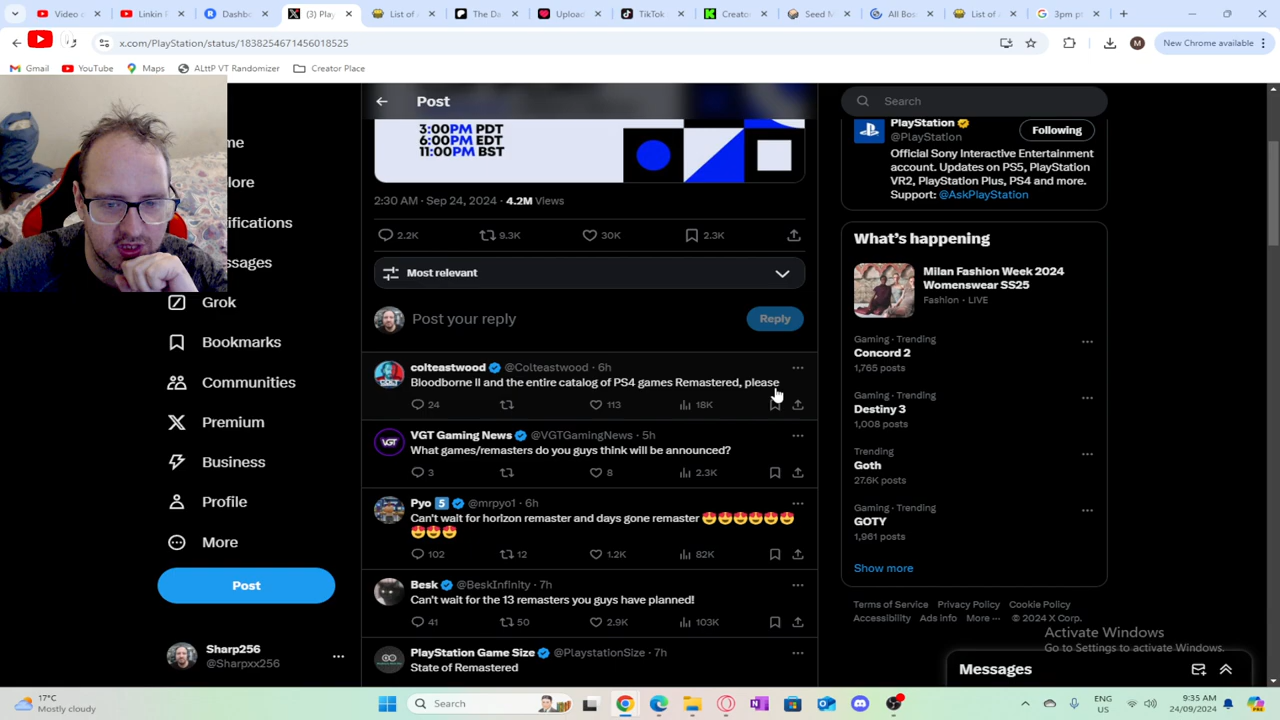 Video c
Linkin P
Dashbo
(3) Play
List of A
The Da
Upload
TikTok
Creator
Seed M
All Bos
List of A
3pm pt
x.com/PlayStation/status/1838254671456018525
New Chrome available
Gmail
YouTube
Maps
ALttP VT Randomizer
Creator Place
Post
Search
3:00PM PDT
6:00PM EDT
11:00PM BST
PlayStation
@PlayStation
Following
Official Sony Interactive Entertainment
account. Updates on PS5, PlayStation
VR2, PlayStation Plus, PS4 and more.
Support: @AskPlayStation
2:30 AM · Sep 24, 2024 · 4.2M Views
2.2K
9.3K
30K
2.3K
Most relevant
Post your reply
Reply
me
lore
ifications
essages
Grok
Bookmarks
Communities
Premium
Business
Profile
More
Post
Sharp256
@Sharpxx256
colteastwood @Colteastwood · 6h
Bloodborne II and the entire catalog of PS4 games Remastered, please
24
113
18K
VGT Gaming News @VGTGamingNews · 5h
What games/remasters do you guys think will be announced?
3
8
2.3K
VGT
Pyo 5 @mrpyo1 · 6h
Can't wait for horizon remaster and days gone remaster 😍😍😍😍😍😍
😍😍😍
102
12
1.2K
82K
Besk @BeskInfinity · 7h
Can't wait for the 13 remasters you guys have planned!
41
50
2.9K
103K
PlayStation Game Size @PlaystationSize · 7h
State of Remastered
What's happening
Milan Fashion Week 2024
Womenswear SS25
Fashion · LIVE
Gaming · Trending
Concord 2
1,765 posts
Gaming · Trending
Destiny 3
1,008 posts
Trending
Goth
27.6K posts
Gaming · Trending
GOTY
1,961 posts
Show more
Terms of Service Privacy Policy Cookie Policy
Accessibility Ads info More ··· © 2024 X Corp.
Activate Windows
Go to Settings to activate Windows.
Messages
17°C
Mostly cloudy
Search
ENG
US
9:35 AM
24/09/2024